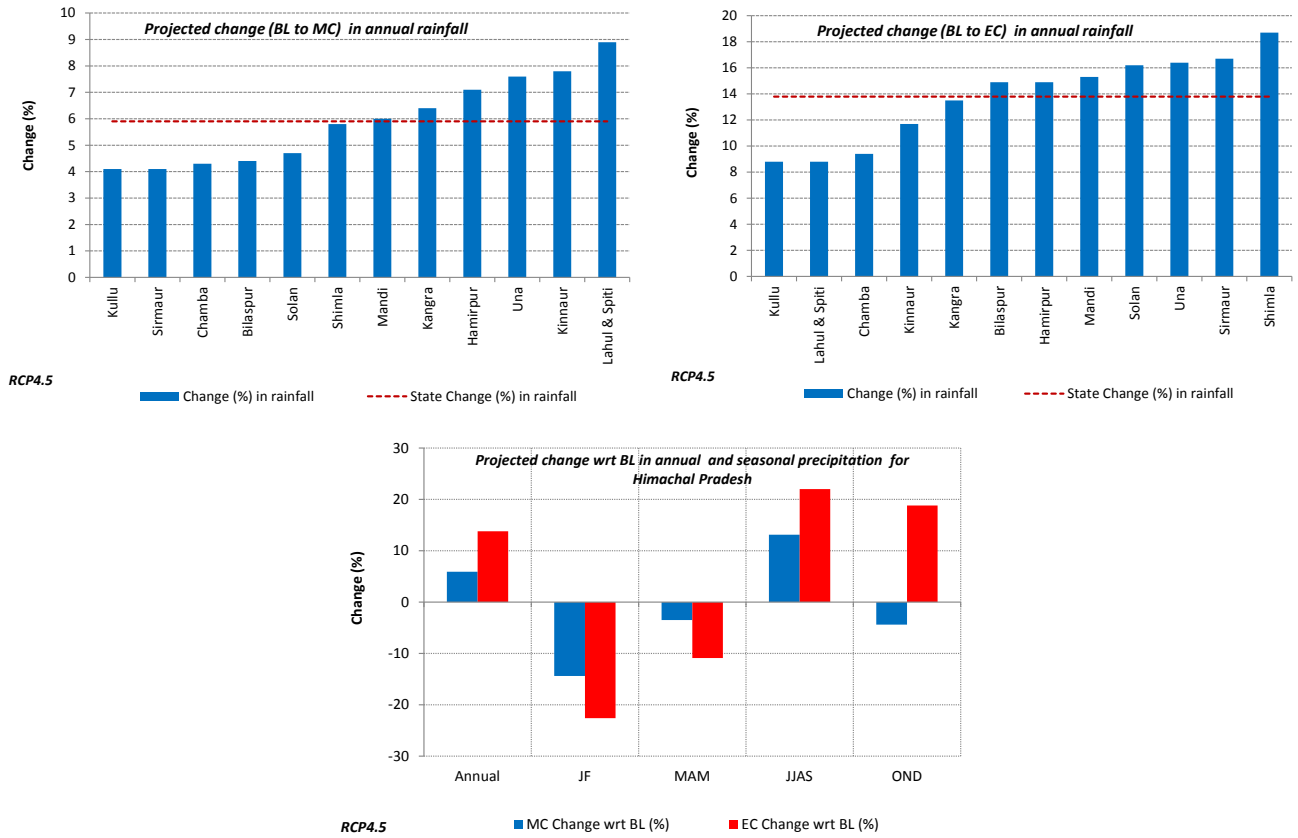 Projected change (BL to MC)  in annual rainfall
10
9
8
7
6
5
4
3
2
1
0
Change (%)
Kullu
Sirmaur
Chamba
Bilaspur
Solan
Shimla
Mandi
Kangra
Hamirpur
Una
Kinnaur
Lahul & Spiti
RCP4.5
Change (%) in rainfall
State Change (%) in rainfall
Projected change (BL to EC)  in annual rainfall
20
18
16
14
12
10
8
6
4
2
0
Change (%)
Kullu
Lahul & Spiti
Chamba
Kinnaur
Kangra
Bilaspur
Hamirpur
Mandi
Solan
Una
Sirmaur
Shimla
RCP4.5
Change (%) in rainfall
State Change (%) in rainfall
Projected change wrt BL in annual  and seasonal precipitation  for
Himachal Pradesh
30
20
10
0
-10
-20
-30
Change (%)
Annual
JF
MAM
JJAS
OND
RCP4.5
MC Change wrt BL (%)
EC Change wrt BL (%)